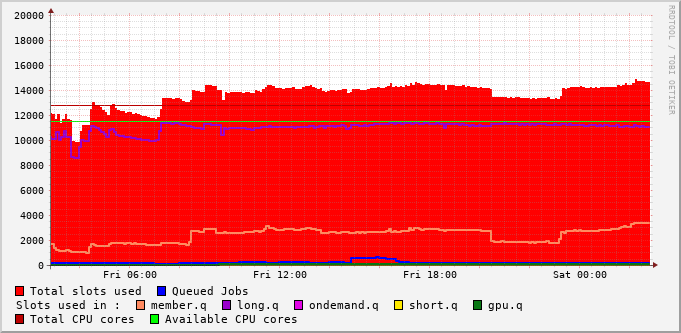 20000
18000
16000
14000
12000
10000
8000
6000
4000
2000
0
Fri 06:00 Fri 12:00 Fri 18:00 Sat 00:00
RRDTOOL / TOBI OETIKER
Total slots used Queued Jobs
Slots used in : member.q long.q ondemand.q short.q gpu.q
Total CPU cores Available CPU cores